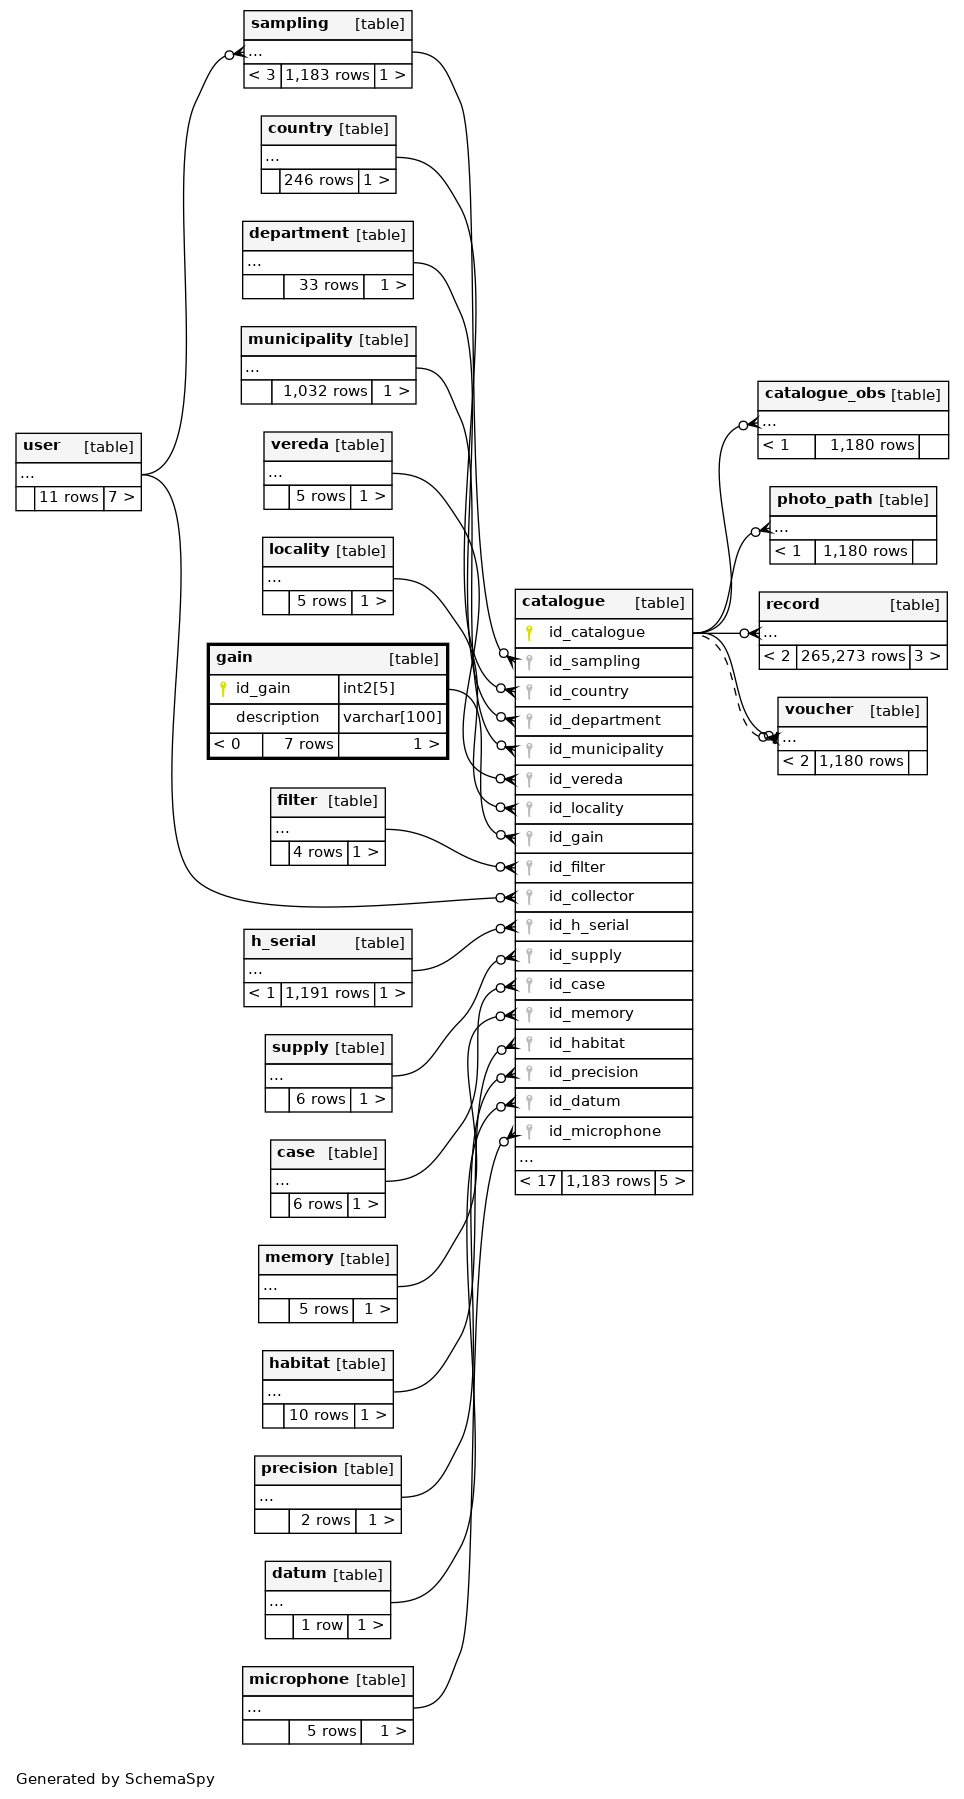 sampling [table]
...
< 3 1,183 rows 1 >
country [table]
...
246 rows 1 >
department [table]
...
33 rows 1 >
municipality [table]
...
1,032 rows 1 >
vereda [table]
...
5 rows 1 >
locality [table]
...
5 rows 1 >
user [table]
...
11 rows 7 >
gain [table]
id_gain int2[5]
description varchar[100]
< 0 7 rows 1 >
filter [table]
...
4 rows 1 >
h_serial [table]
...
< 1 1,191 rows 1 >
supply [table]
...
6 rows 1 >
case [table]
...
6 rows 1 >
memory [table]
...
5 rows 1 >
habitat [table]
...
10 rows 1 >
precision [table]
...
2 rows 1 >
datum [table]
...
1 row 1 >
microphone [table]
...
5 rows 1 >
catalogue [table]
id_catalogue
id_sampling
id_country
id_department
id_municipality
id_vereda
id_locality
id_gain
id_filter
id_collector
id_h_serial
id_supply
id_case
id_memory
id_habitat
id_precision
id_datum
id_microphone
...
< 17 1,183 rows 5 >
catalogue_obs [table]
...
< 1 1,180 rows
photo_path [table]
...
< 1 1,180 rows
record [table]
...
< 2 265,273 rows 3 >
voucher [table]
...
< 2 1,180 rows
Generated by SchemaSpy